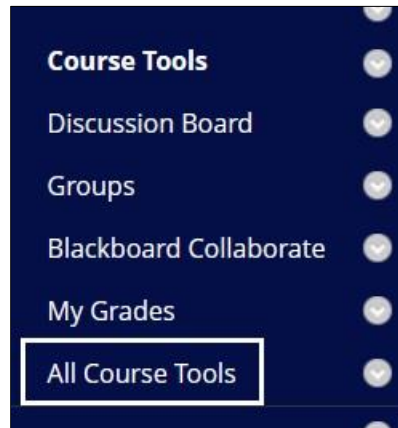 Course Tools
Discussion Board
Groups
Blackboard Collaborate
My Grades
All Course Tools